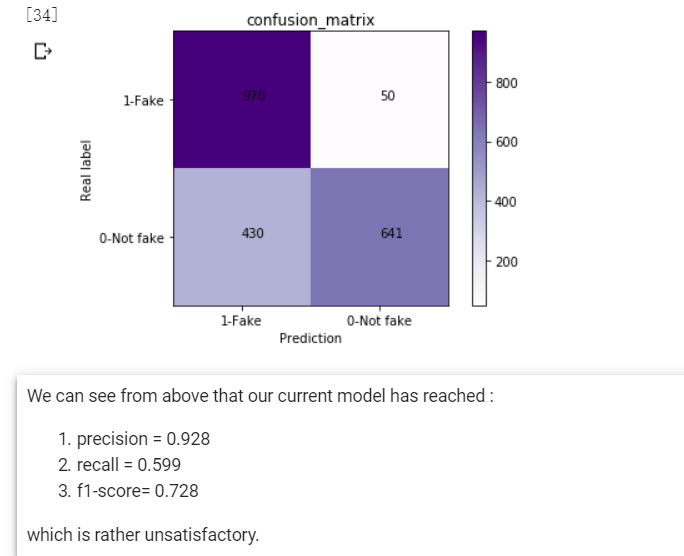 [34]
confusion_matrix
1-Fake
970
50
Real label
0-Not fake
430
641
1-Fake
0-Not fake
Prediction
800
600
400
200
We can see from above that our current model has reached :
1. precision = 0.928
2. recall = 0.599
3. f1-score= 0.728
which is rather unsatisfactory.